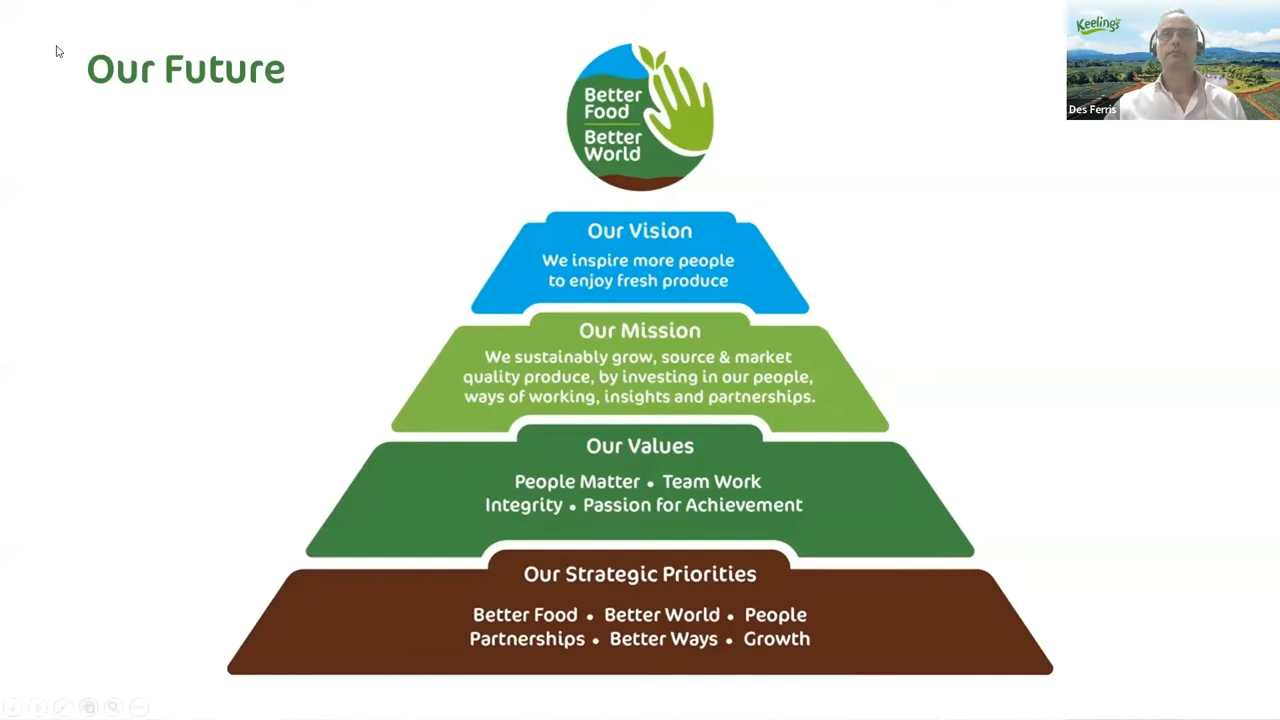 Our Future
Keelings
Des Ferris
Better
Food
Better
World
Our Vision
We inspire more people
to enjoy fresh produce
Our Mission
We sustainably grow, source & market
quality produce, by investing in our people,
ways of working, insights and partnerships.
Our Values
People Matter • Team Work
Integrity • Passion for Achievement
Our Strategic Priorities
Better Food • Better World • People
Partnerships • Better Ways • Growth